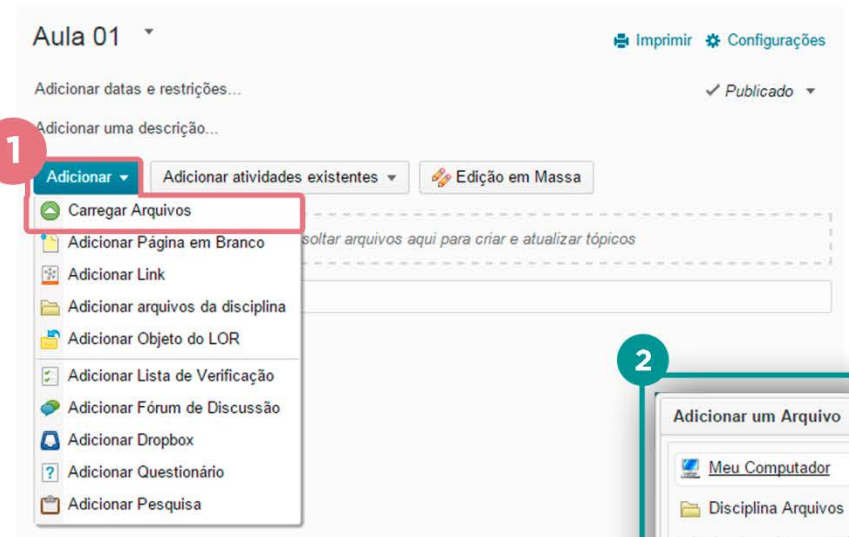 Aula 01
Imprimir Configurações
Adicionar datas e restrições...
Publicado
Adicionar uma descrição...
1
Adicionar Adicionar atividades existentes Edição em Massa
Carregar Arquivos
Adicionar Página em Branco
soltar arquivos aqui para criar e atualizar tópicos
Adicionar Link
Adicionar arquivos da disciplina
Adicionar Objeto do LOR
Adicionar Lista de Verificação
Adicionar Fórum de Discussão
Adicionar Dropbox
Adicionar Questionário
Adicionar Pesquisa
2
Adicionar um Arquivo
Meu Computador
Disciplina Arquivos